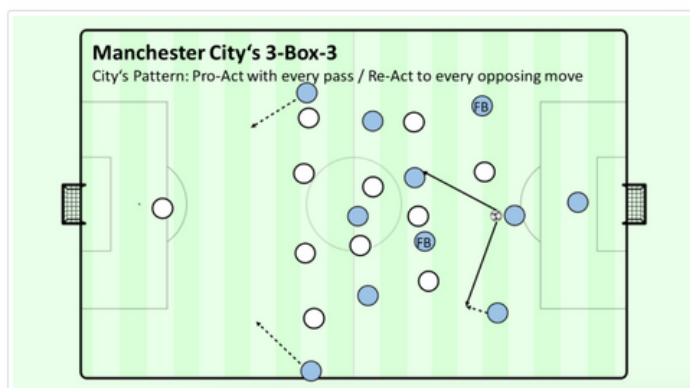 Manchester City's 3-Box-3
City's Pattern: Pro-Act with every pass / Re-Act to every opposing move
FB
FB